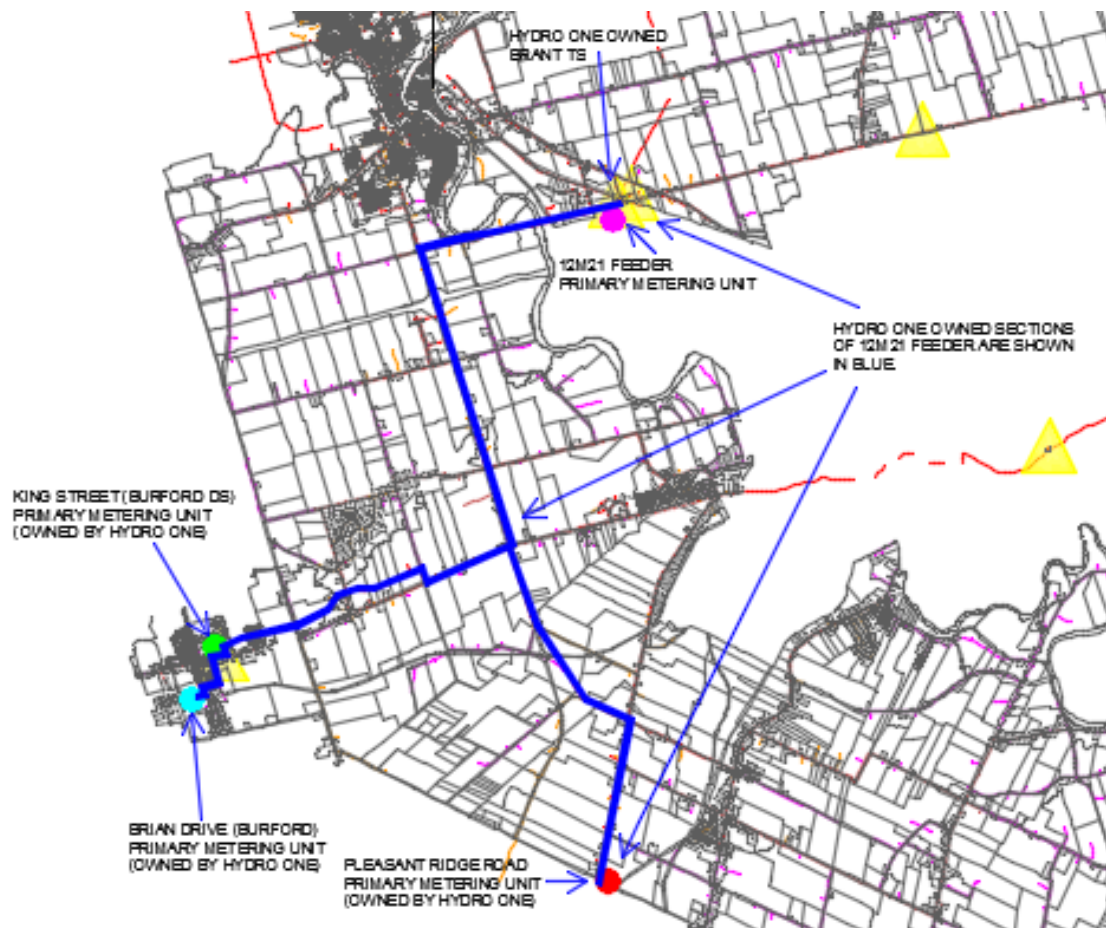 HYDRO ONE OWNED
BRANT TS
12M21 FEEDER
PRIMARY METERING UNIT
HYDRO ONE OWNED SECTIONS
OF 12M21 FEEDER ARE SHOWN
IN BLUE.
KING STREET (BURFORD DS)
PRIMARY METERING UNIT
(OWNED BY HYDRO ONE)
BRIAN DRIVE (BURFORD)
PRIMARY METERING UNIT
(OWNED BY HYDRO ONE)
PLEASANT RIDGE ROAD
PRIMARY METERING UNIT
(OWNED BY HYDRO ONE)